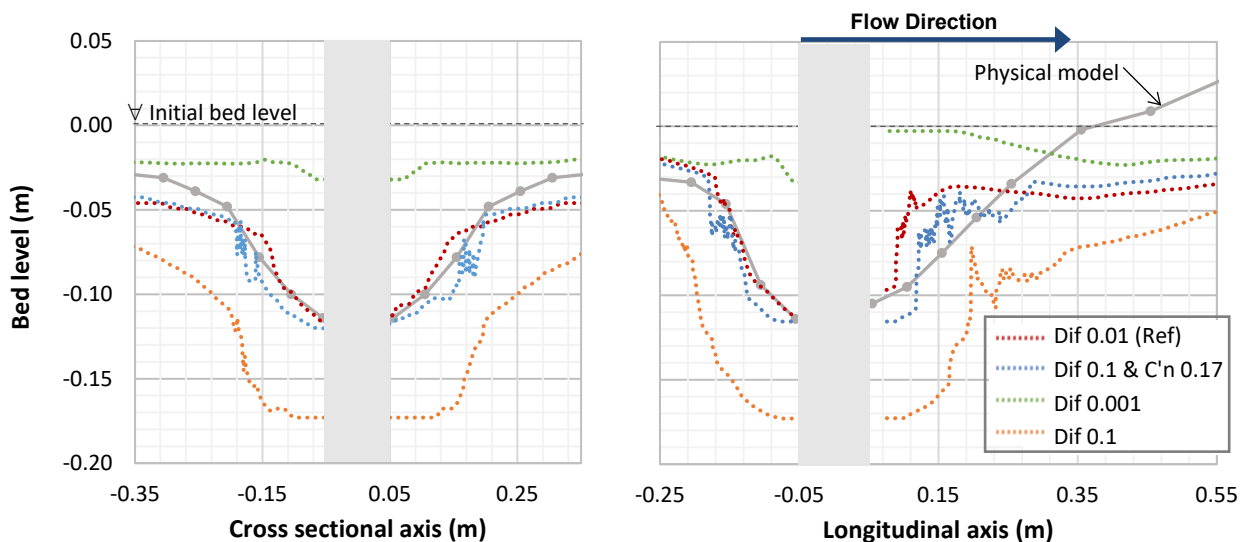 Flow Direction
0.05
0.00
-0.05
-0.10
-0.15
-0.20
Bed level (m)
∀ Initial bed level
Physical model
Dif 0.01 (Ref)
Dif 0.1 & C'n 0.17
Dif 0.001
Dif 0.1
-0.35
-0.15
0.05
0.25
-0.25
-0.05
0.15
0.35
0.55
Cross sectional axis (m)
Longitudinal axis (m)